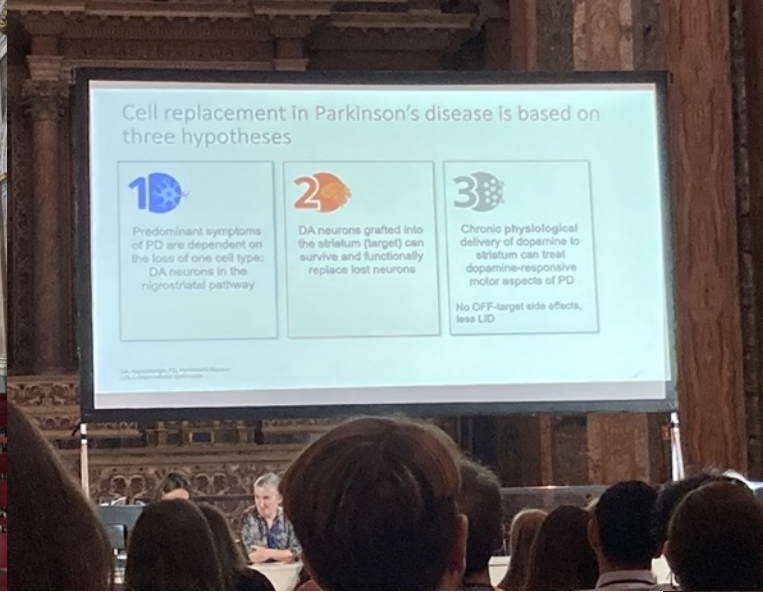 Cell replacement in Parkinson's disease is based on
three hypotheses
1
Predominant symptoms
of PD are dependent on
the loss of one cell type:
DA neurons in the
nigrostriatal pathway
2
DA neurons grafted into
the striatum (target) can
survive and functionally
replace lost neurons
3
Chronic physiological
delivery of dopamine to
striatum can treat
dopamine-responsive
motor aspects of PD
No OFF-target side effects,
less LID